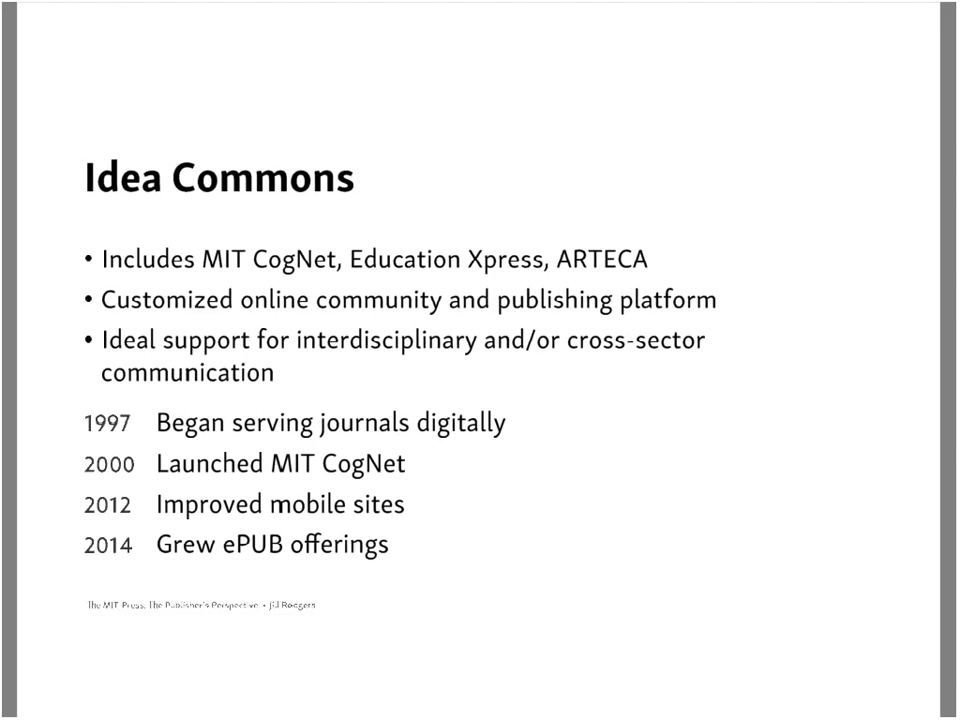 Idea Commons
• Includes MIT CogNet, Education Xpress, ARTECA
• Customized online community and publishing platform
• Ideal support for interdisciplinary and/or cross-sector
communication
1997 Began serving journals digitally
2000 Launched MIT CogNet
2012 Improved mobile sites
2014 Grew ePUB offerings
The MIT Press: The Publisher's Perspective • Jill Rodgers